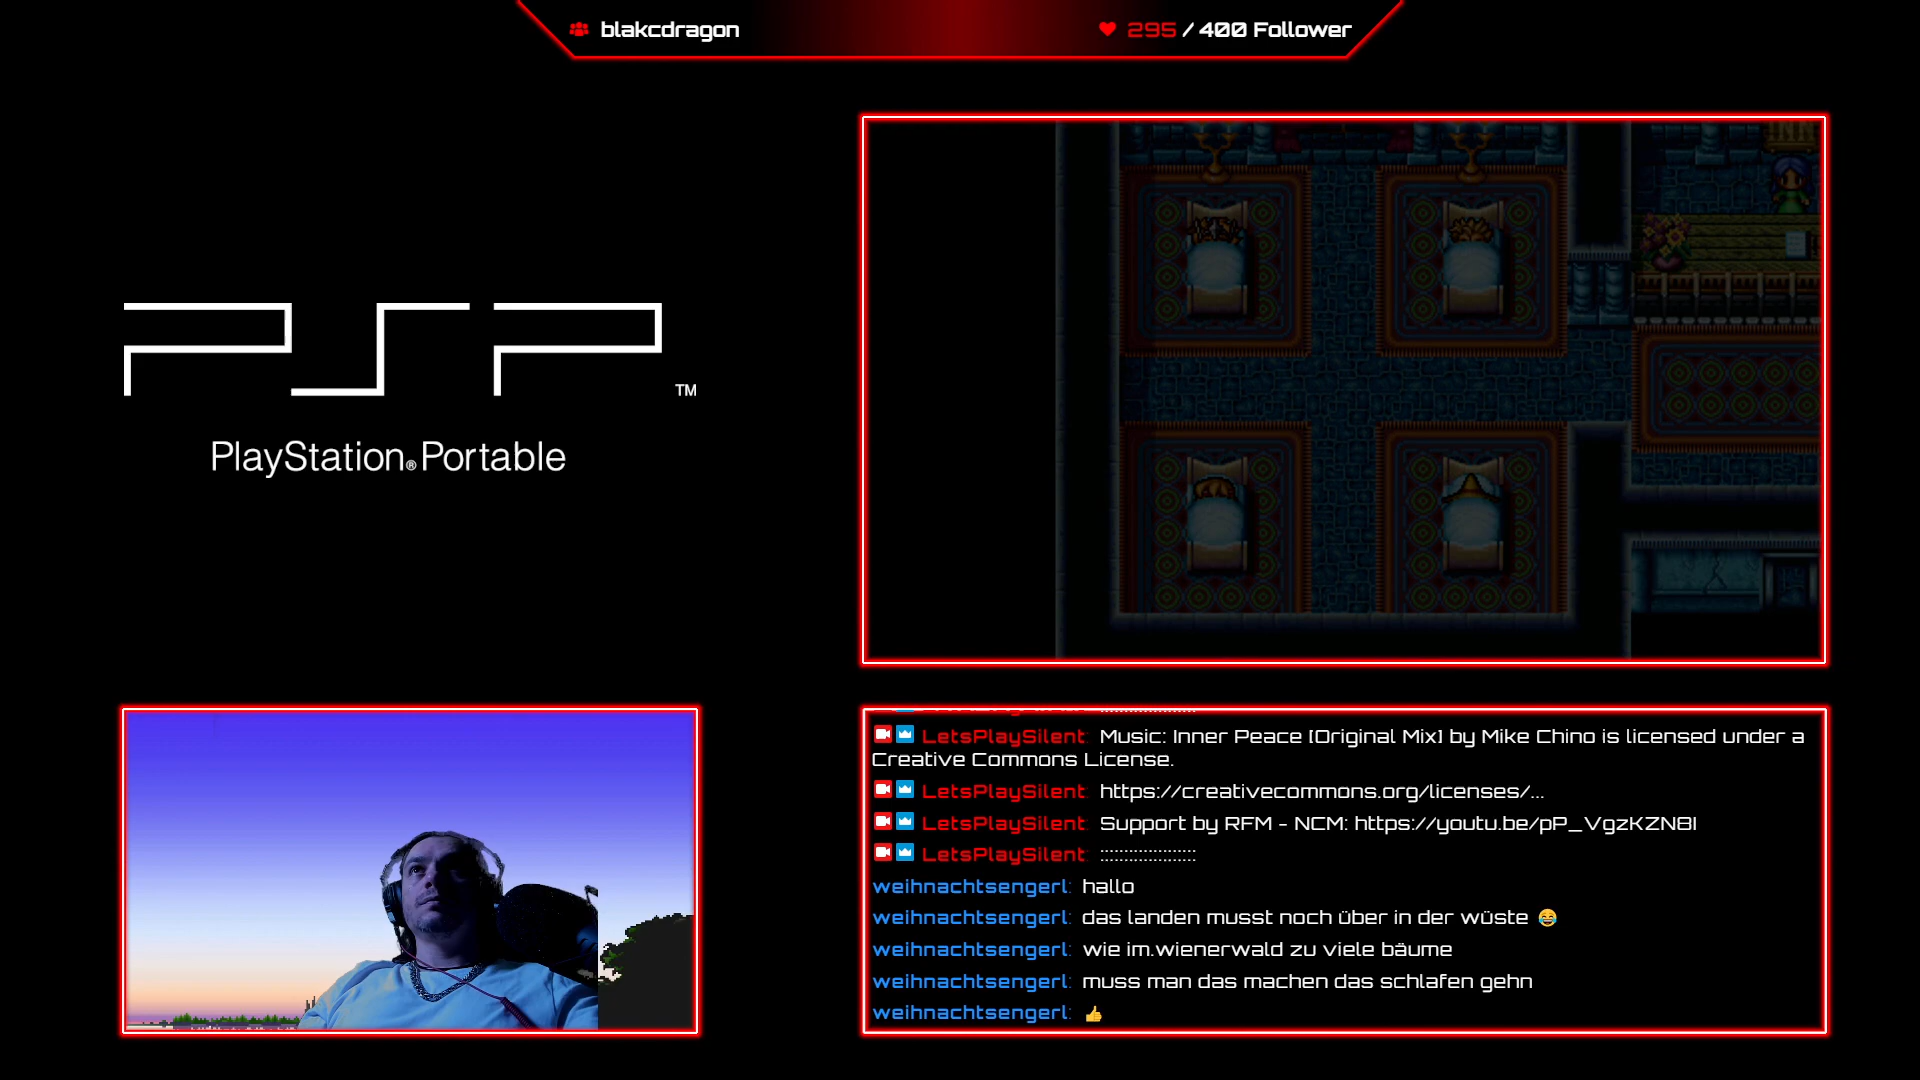 blakcdragon
295 / 400 Follower
INN
PSP
TM
PlayStation® Portable
LetsPlaySilent: Music: Inner Peace [Original Mix] by Mike Chino is licensed under a
Creative Commons License.
LetsPlaySilent: https://creativecommons.org/licenses/...
LetsPlaySilent: Support by RFM - NCM: https://youtu.be/pP_VgzKZN8I
LetsPlaySilent: ::::::::::::::::::::
weihnachtsengerl: hallo
weihnachtsengerl: das landen musst noch über in der wüste 😂
weihnachtsengerl: wie im.wienerwald zu viele bäume
weihnachtsengerl: muss man das machen das schlafen gehn
weihnachtsengerl: 👍